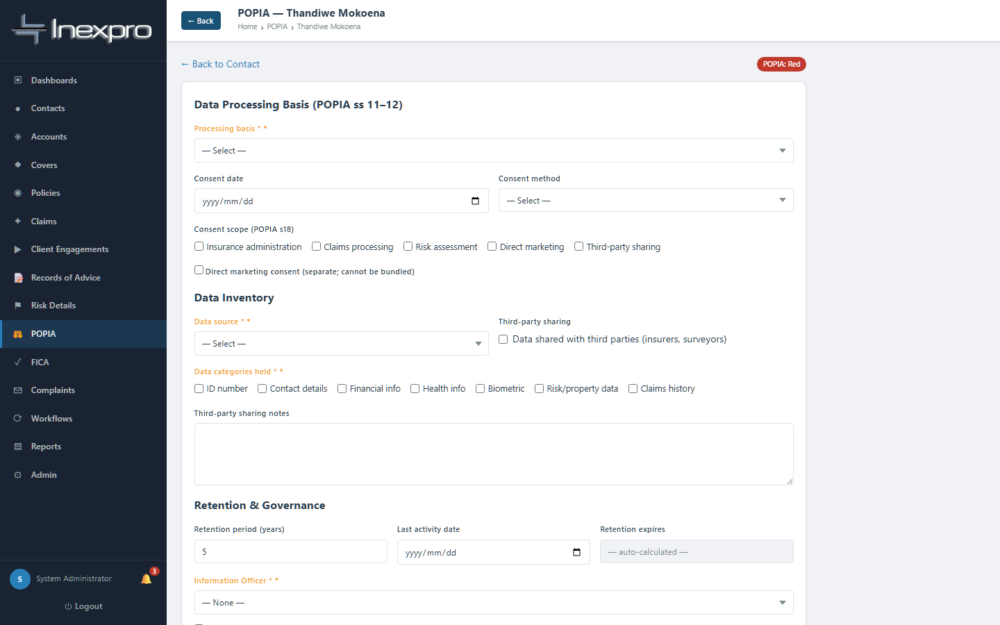 Inexpro
Dashboards
Contacts
Accounts
Covers
Policies
Claims
Client Engagements
Records of Advice
Risk Details
POPIA
FICA
Complaints
Workflows
Reports
Admin
S System Administrator 3
Logout
← Back
POPIA — Thandiwe Mokoena
Home › POPIA › Thandiwe Mokoena
← Back to Contact
POPIA: Red
Data Processing Basis (POPIA ss 11–12)
Processing basis * *
— Select —
Consent date Consent method
yyyy/mm/dd — Select —
Consent scope (POPIA s18)
Insurance administration Claims processing Risk assessment Direct marketing Third-party sharing
Direct marketing consent (separate; cannot be bundled)
Data Inventory
Data source * * Third-party sharing
— Select — Data shared with third parties (insurers, surveyors)
Data categories held * *
ID number Contact details Financial info Health info Biometric Risk/property data Claims history
Third-party sharing notes
Retention & Governance
Retention period (years) Last activity date Retention expires
5 yyyy/mm/dd — auto-calculated —
Information Officer * *
— None —